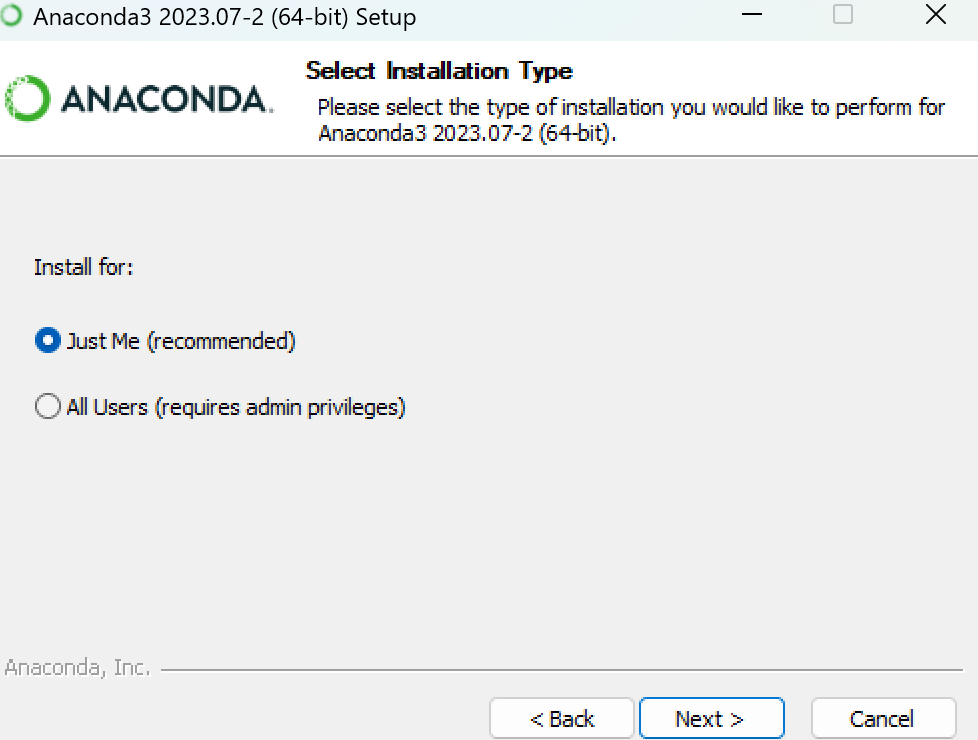 Anaconda3 2023.07-2 (64-bit) Setup
ANACONDA.
Select Installation Type
Please select the type of installation you would like to perform for
Anaconda3 2023.07-2 (64-bit).
Install for:
Just Me (recommended)
All Users (requires admin privileges)
Anaconda, Inc.
< Back
Next >
Cancel